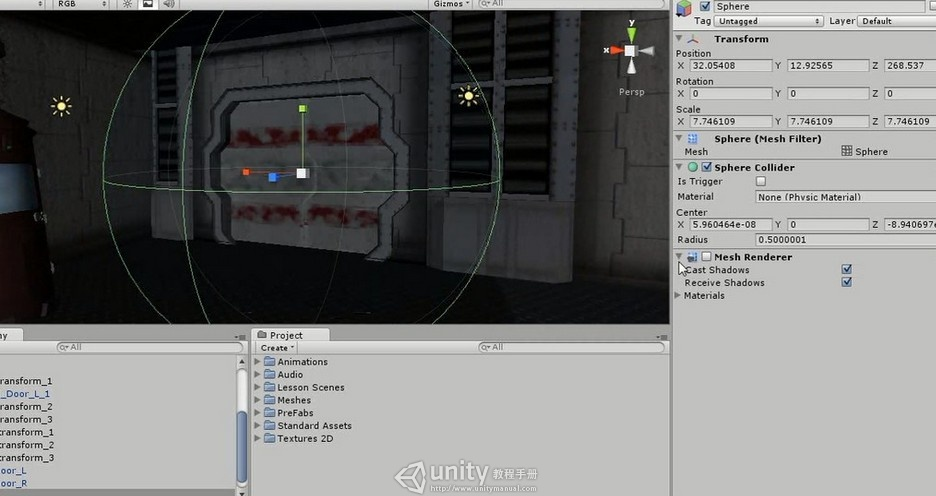 RGB
Gizmos
All
y
x
Persp
Sphere
Tag Untagged Layer Default
Transform
Position
X 32.05408 Y 12.92565 Z 268.537
Rotation
X 0 Y 0 Z 0
Scale
X 7.746109 Y 7.746109 Z 7.746109
Sphere (Mesh Filter)
Mesh Sphere
Sphere Collider
Is Trigger
Material None (Physic Material)
Center
X 5.960464e-08 Y 0 Z -8.940697e
Radius 0.5000001
Mesh Renderer
Cast Shadows
Receive Shadows
Materials
ny
All
ransform_1
_Door_L_1
ransform_2
ransform_3
transform_1
transform_2
transform_3
oor_L
oor_R
Project
Create
All
Animations
Audio
Lesson Scenes
Meshes
PreFabs
Standard Assets
Textures 2D
unity 教程手册
http://www.unitymanual.com